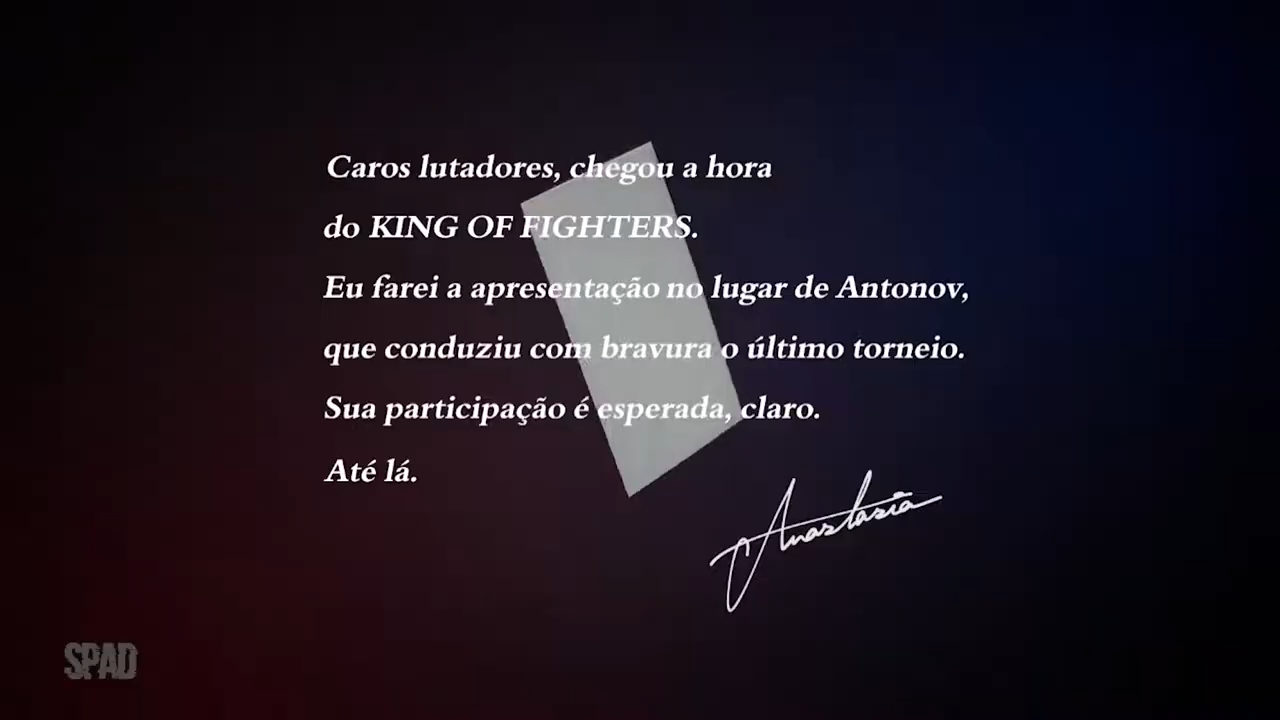 Caros lutadores, chegou a hora
do KING OF FIGHTERS.
Eu farei a apresentação no lugar de Antonov,
que conduziu com bravura o último torneio.
Sua participação é esperada, claro.
Até lá.
Anastasia
SPAD